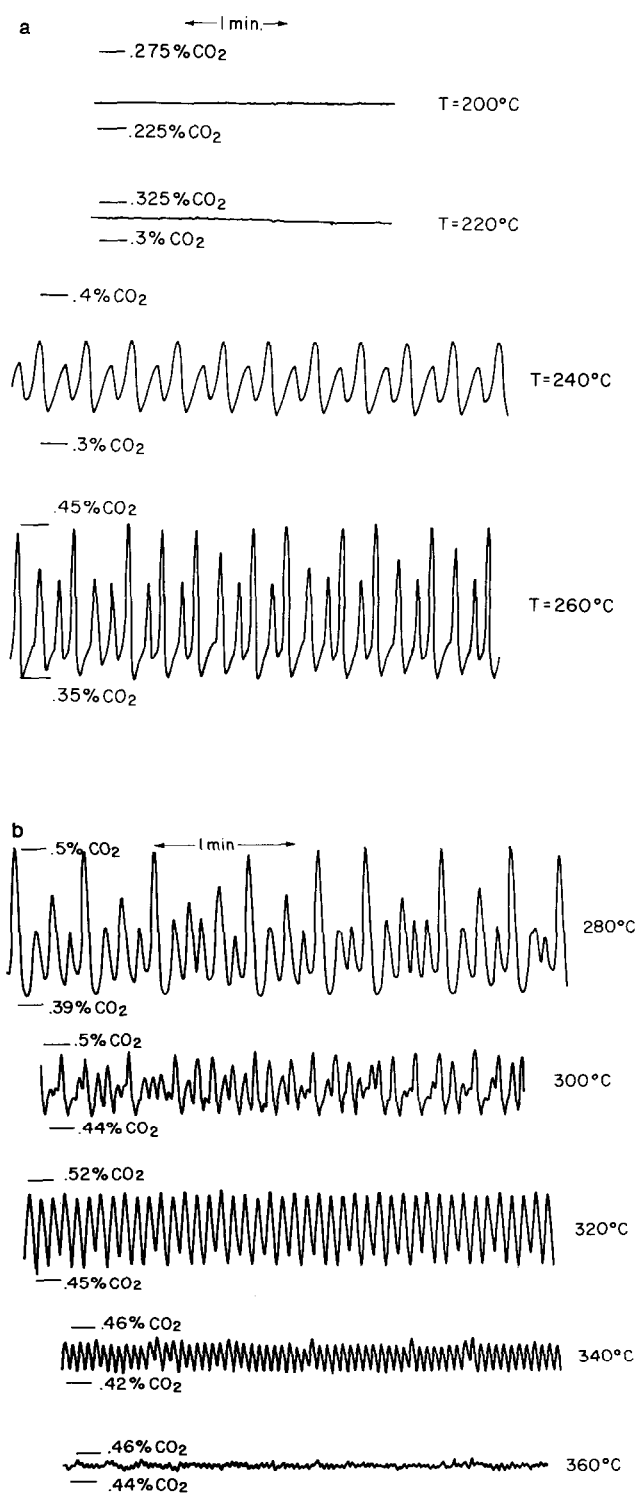 a
1 min.
.275% CO2
T=200°C
.225% CO2
.325% CO2
T=220°C
.3% CO2
.4% CO2
T=240°C
.3% CO2
.45% CO2
T=260°C
.35% CO2
b
.5% CO2
1 min
280°C
.39% CO2
.5% CO2
300°C
.44% CO2
.52% CO2
320°C
.45% CO2
.46% CO2
340°C
.42% CO2
.46% CO2
360°C
.44% CO2